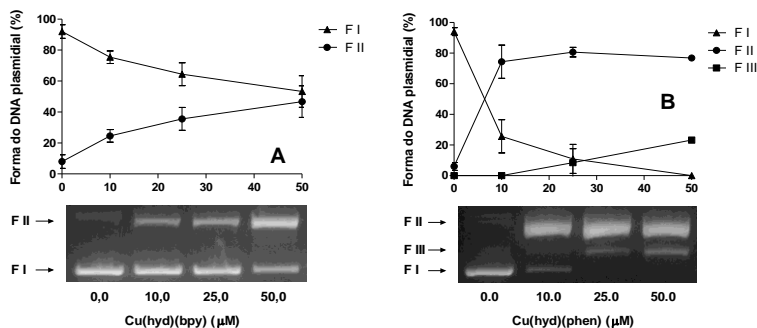 Forma do DNA plasmidial (%)
100
80
60
40
20
0
0 10 20 30 40 50
F I
F II
A
F II
F I
0,0 10,0 25,0 50,0
Cu(hyd)(bpy) (µM)
Forma do DNA plasmidial (%)
100
80
60
40
20
0
0 10 20 30 40 50
F I
F II
F III
B
F II
F III
F I
0.0 10.0 25.0 50.0
Cu(hyd)(phen) (µM)